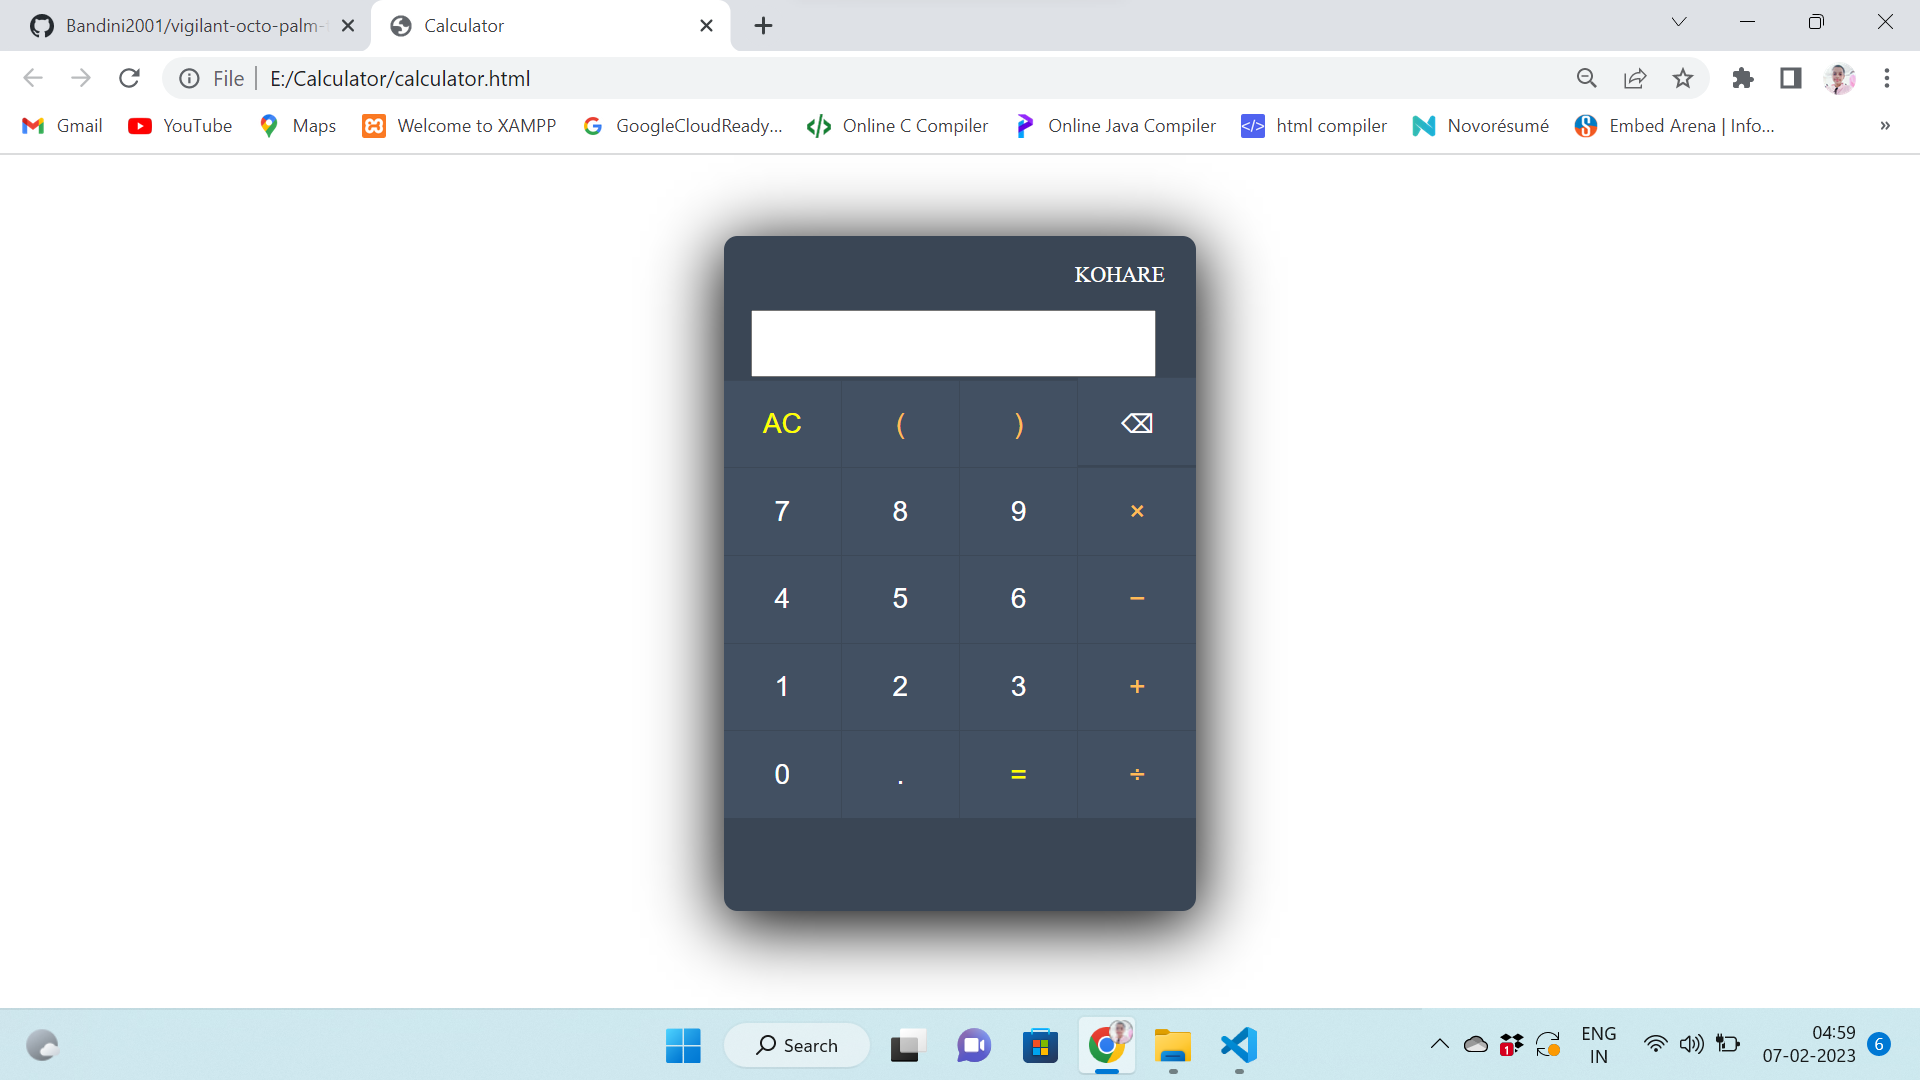 Bandini2001/vigilant-octo-palm-
Calculator
File
E:/Calculator/calculator.html
Gmail
YouTube
Maps
Welcome to XAMPP
GoogleCloudReady...
Online C Compiler
Online Java Compiler
html compiler
Novorésumé
Embed Arena | Info...
»
KOHARE
AC ( ) ⌫
7 8 9 ×
4 5 6 −
1 2 3 +
0 . = ÷
Search
1
ENG
IN
04:59
07-02-2023
6